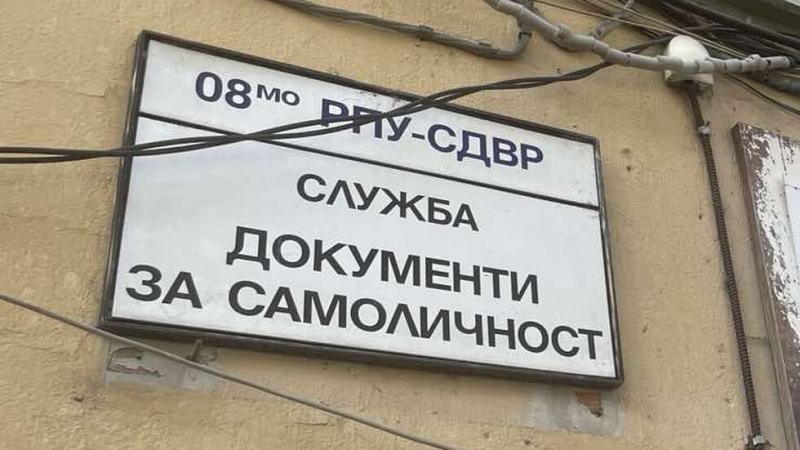 08мо РПУ-СДВР
СЛУЖБА
ДОКУМЕНТИ
ЗА САМОЛИЧНОСТ